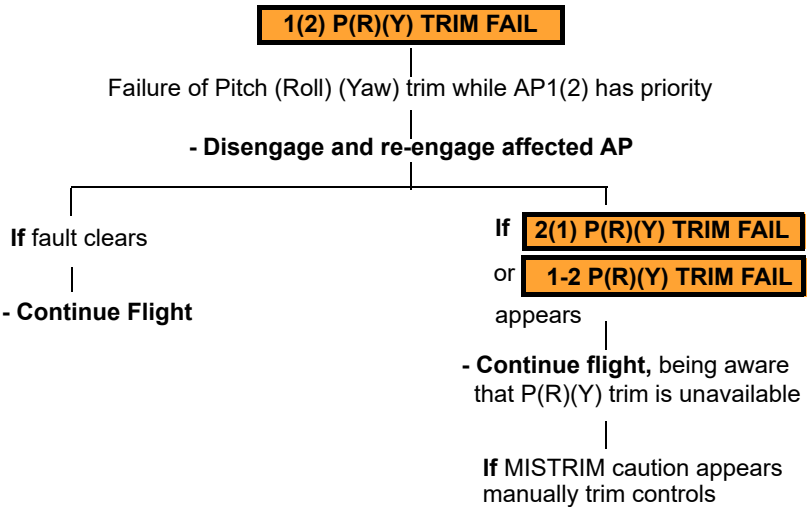 1(2) P(R)(Y) TRIM FAIL
Failure of Pitch (Roll) (Yaw) trim while AP1(2) has priority
- Disengage and re-engage affected AP
If fault clears
- Continue Flight
If 2(1) P(R)(Y) TRIM FAIL
or 1-2 P(R)(Y) TRIM FAIL
appears
- Continue flight, being aware
that P(R)(Y) trim is unavailable
If MISTRIM caution appears
manually trim controls